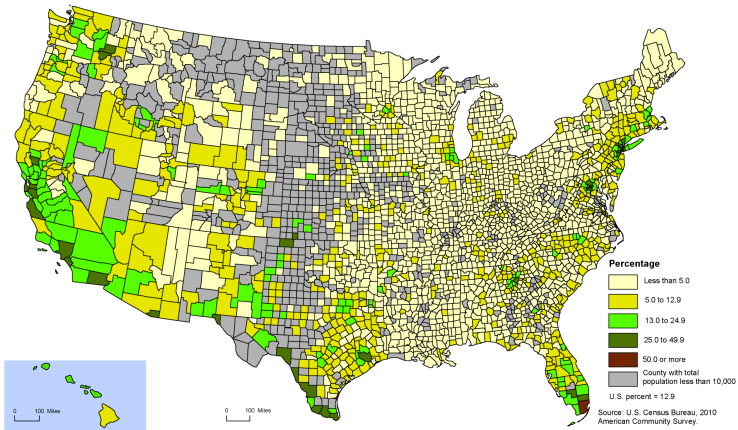 Percentage
Less than 5.0
5.0 to 12.9
13.0 to 24.9
25.0 to 49.9
50.0 or more
County with total
population less than 10,000
U.S. percent = 12.9
Source: U.S. Census Bureau, 2010
American Community Survey.
0 100 Miles
0 100 Miles